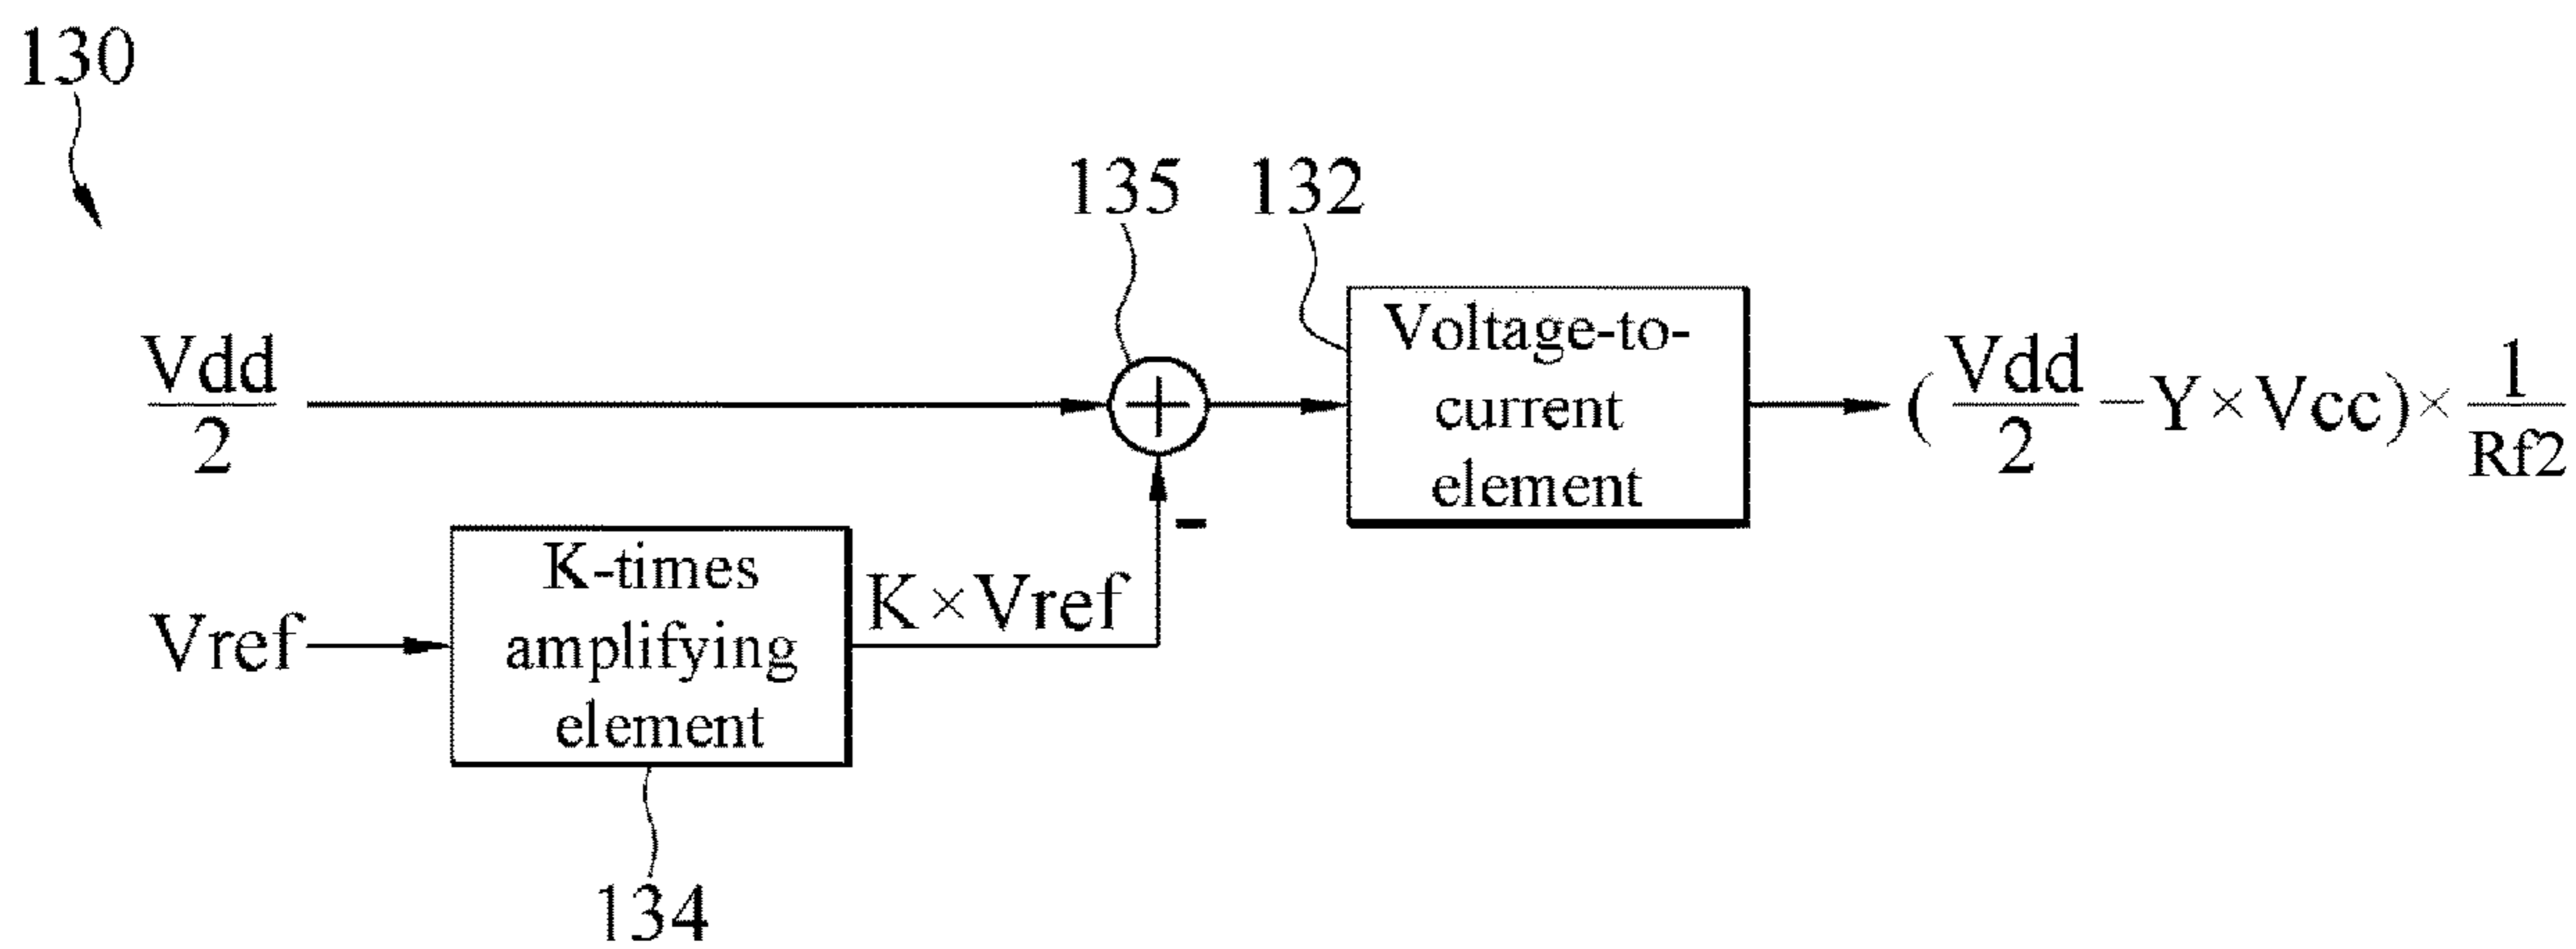 130
135
132
Vdd/2
Voltage-to-
current
element
(Vdd/2 −Y×Vcc)× 1/Rf2
K-times
amplifying
element
Vref
K×Vref
+
-
134